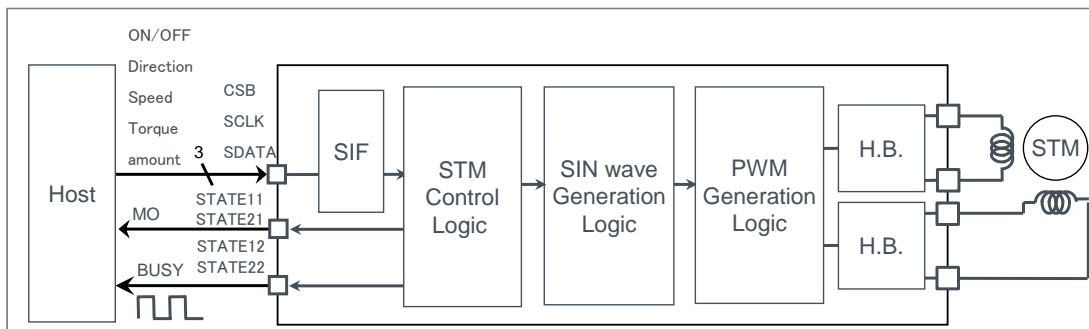 ON/OFF
Direction
Speed
Torque
amount
CSB
SCLK
SDATA
3
Host
STATE11
MO
STATE21
STATE12
BUSY
STATE22
SIF
STM
Control
Logic
SIN wave
Generation
Logic
PWM
Generation
Logic
H.B.
H.B.
STM